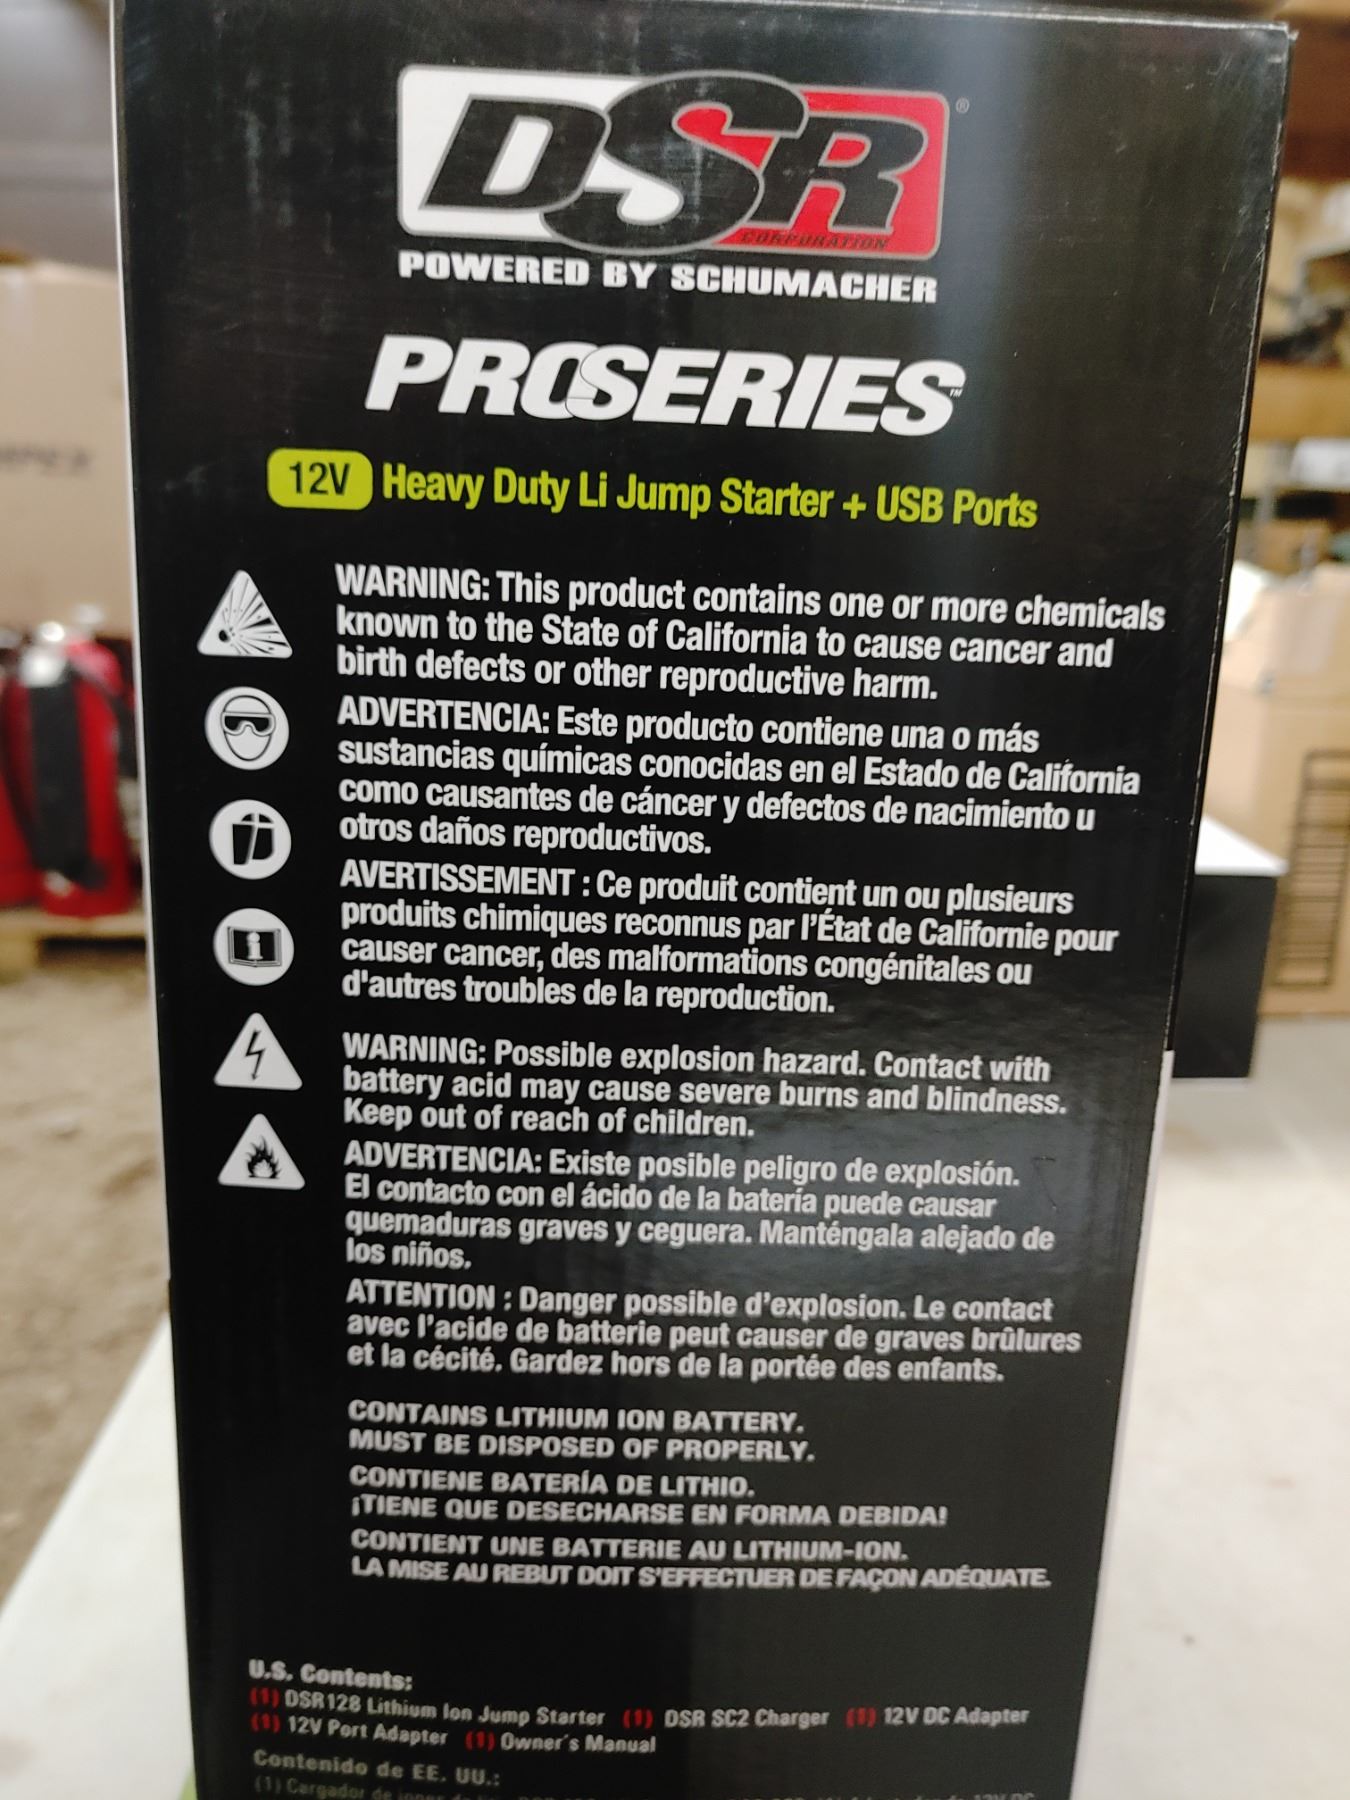 DSR
®
CORPORATION
POWERED BY SCHUMACHER
PROSERIES™
12V Heavy Duty Li Jump Starter + USB Ports
WARNING: This product contains one or more chemicals
known to the State of California to cause cancer and
birth defects or other reproductive harm.
ADVERTENCIA: Este producto contiene una o más
sustancias químicas conocidas en el Estado de California
como causantes de cáncer y defectos de nacimiento u
otros daños reproductivos.
AVERTISSEMENT : Ce produit contient un ou plusieurs
produits chimiques reconnus par l'État de Californie pour
causer cancer, des malformations congénitales ou
d'autres troubles de la reproduction.
WARNING: Possible explosion hazard. Contact with
battery acid may cause severe burns and blindness.
Keep out of reach of children.
ADVERTENCIA: Existe posible peligro de explosión.
El contacto con el ácido de la batería puede causar
quemaduras graves y ceguera. Manténgala alejado de
los niños.
ATTENTION : Danger possible d'explosion. Le contact
avec l'acide de batterie peut causer de graves brûlures
et la cécité. Gardez hors de la portée des enfants.
CONTAINS LITHIUM ION BATTERY.
MUST BE DISPOSED OF PROPERLY.
CONTIENE BATERÍA DE LITHIO.
¡TIENE QUE DESECHARSE EN FORMA DEBIDA!
CONTIENT UNE BATTERIE AU LITHIUM-ION.
LA MISE AU REBUT DOIT S'EFFECTUER DE FAÇON ADÉQUATE.
U.S. Contents:
(1) DSR128 Lithium Ion Jump Starter (1) DSR SC2 Charger (1) 12V DC Adapter
(1) 12V Port Adapter (1) Owner's Manual
Contenido de EE. UU.:
(1) Cargador de